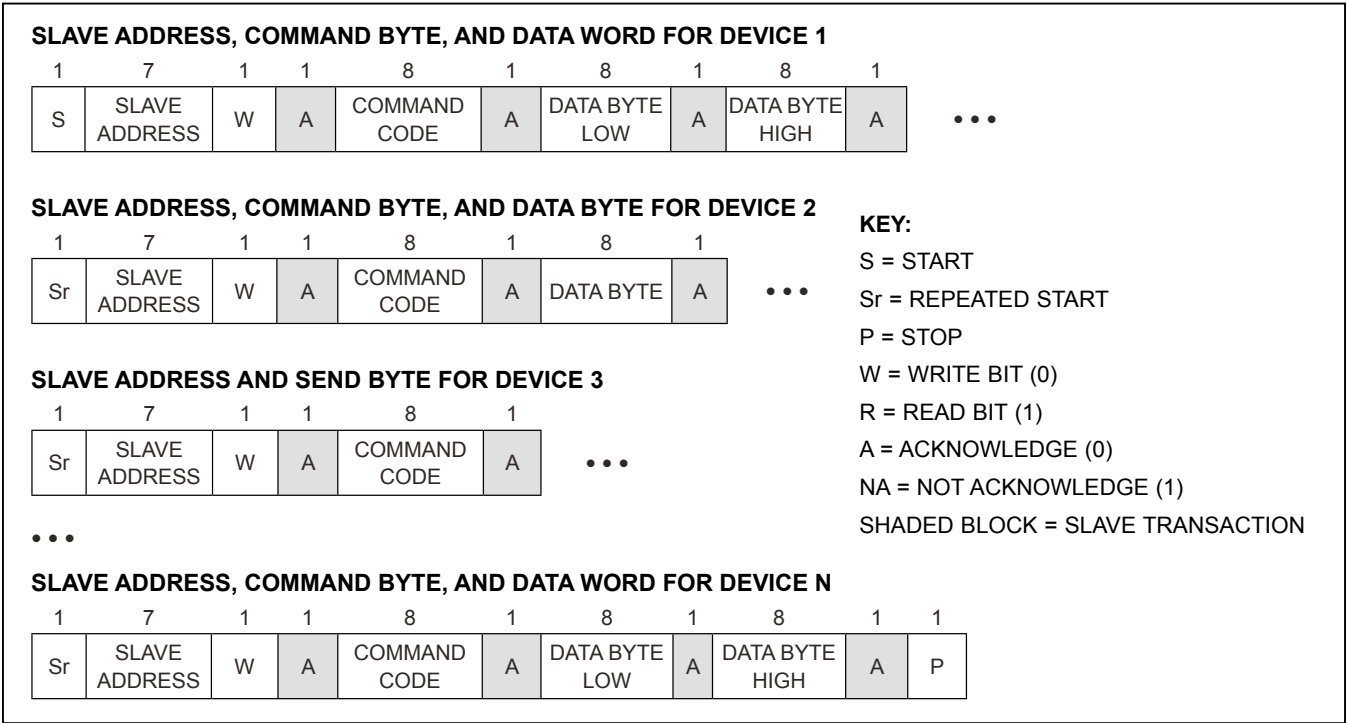 SLAVE ADDRESS, COMMAND BYTE, AND DATA WORD FOR DEVICE 1
1 7 1 1 8 1 8 1 8 1
S SLAVE ADDRESS W A COMMAND CODE A DATA BYTE LOW A DATA BYTE HIGH A •••
SLAVE ADDRESS, COMMAND BYTE, AND DATA BYTE FOR DEVICE 2
1 7 1 1 8 1 8 1
Sr SLAVE ADDRESS W A COMMAND CODE A DATA BYTE A •••
SLAVE ADDRESS AND SEND BYTE FOR DEVICE 3
1 7 1 1 8 1
Sr SLAVE ADDRESS W A COMMAND CODE A •••
•••
SLAVE ADDRESS, COMMAND BYTE, AND DATA WORD FOR DEVICE N
1 7 1 1 8 1 8 1 8 1 1
Sr SLAVE ADDRESS W A COMMAND CODE A DATA BYTE LOW A DATA BYTE HIGH A P
KEY:
S = START
Sr = REPEATED START
P = STOP
W = WRITE BIT (0)
R = READ BIT (1)
A = ACKNOWLEDGE (0)
NA = NOT ACKNOWLEDGE (1)
SHADED BLOCK = SLAVE TRANSACTION